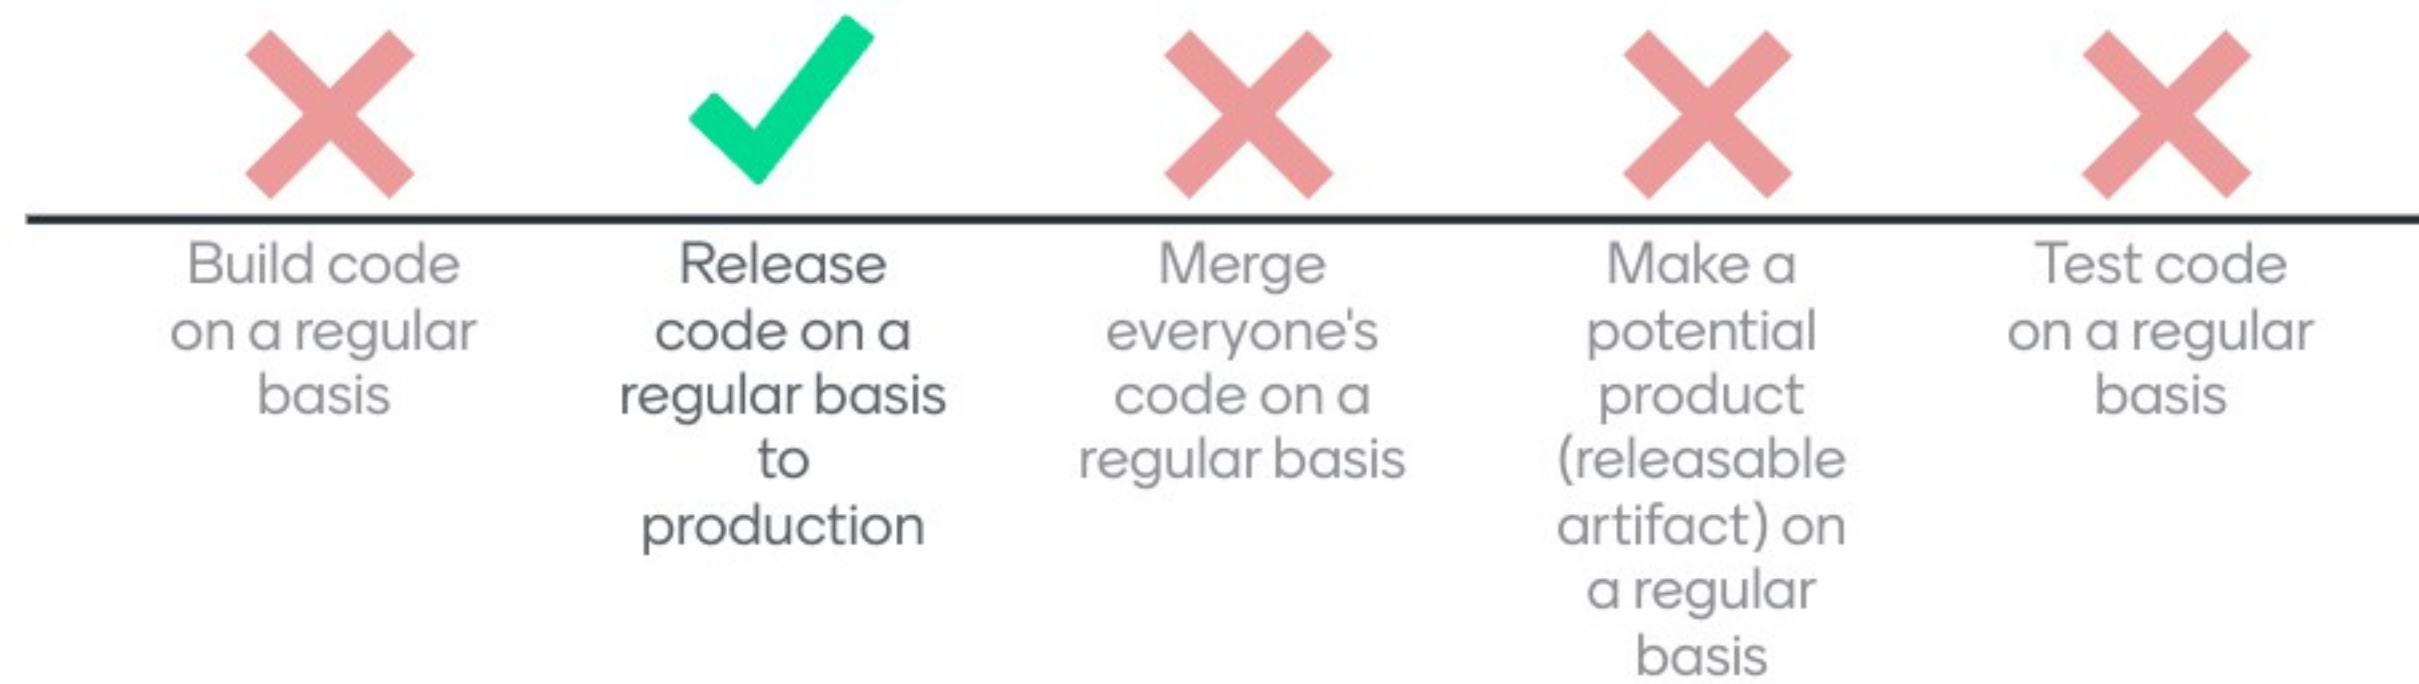 Build code
on a regular
basis
Release
code on a
regular basis
to
production
Merge
everyone's
code on a
regular basis
Make a
potential
product
(releasable
artifact) on
a regular
basis
Test code
on a regular
basis